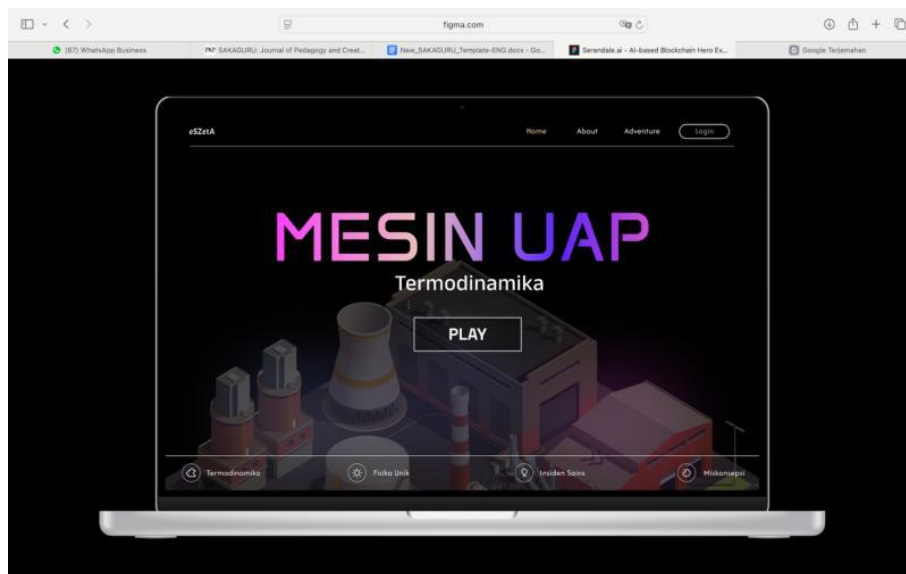 figma.com
(67) WhatsApp Business
PKP SAKAGURU: Journal of Pedagogy and Creat...
New_SAKAGURU_Template-ENG.docx - Go...
Serendale.ai - AI-based Blockchain Hero Ex...
Google Terjemahan
eSZetA
Home About Adventure Login
MESIN UAP
Termodinamika
PLAY
Termodinamika Fisika Unik Insiden Sains Miskonsepsi